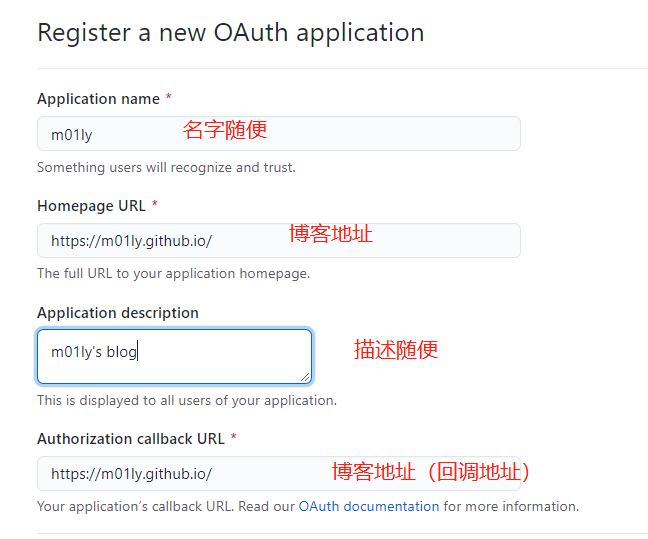 Register a new OAuth application
Application name *
m01ly 名字随便
Something users will recognize and trust.
Homepage URL *
https://m01ly.github.io/ 博客地址
The full URL to your application homepage.
Application description
m01ly's blog 描述随便
This is displayed to all users of your application.
Authorization callback URL *
https://m01ly.github.io/ 博客地址（回调地址）
Your application's callback URL. Read our OAuth documentation for more information.